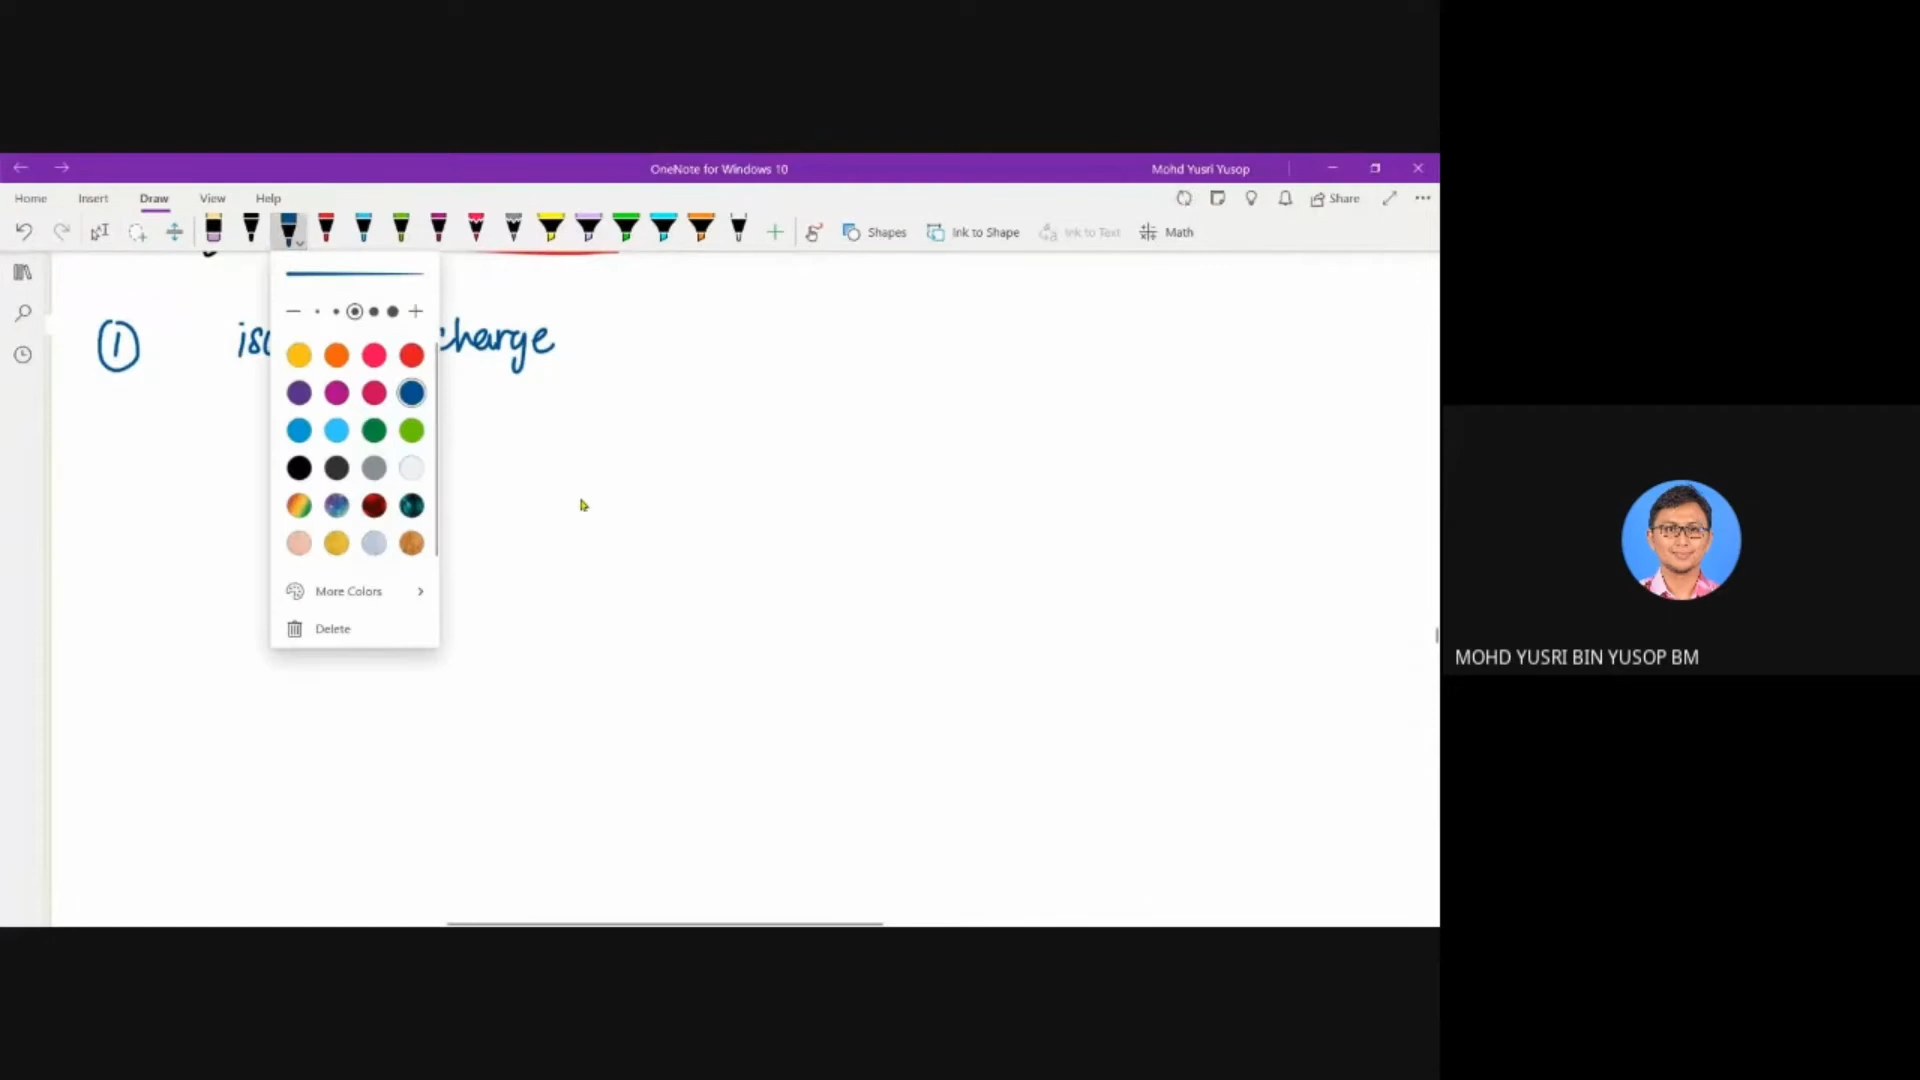 OneNote for Windows 10
Mohd Yusri Yusop
Home Insert Draw View Help
Share
Shapes Ink to Shape Ink to Text Math
1 charge
More Colors
Delete
MOHD YUSRI BIN YUSOP BM